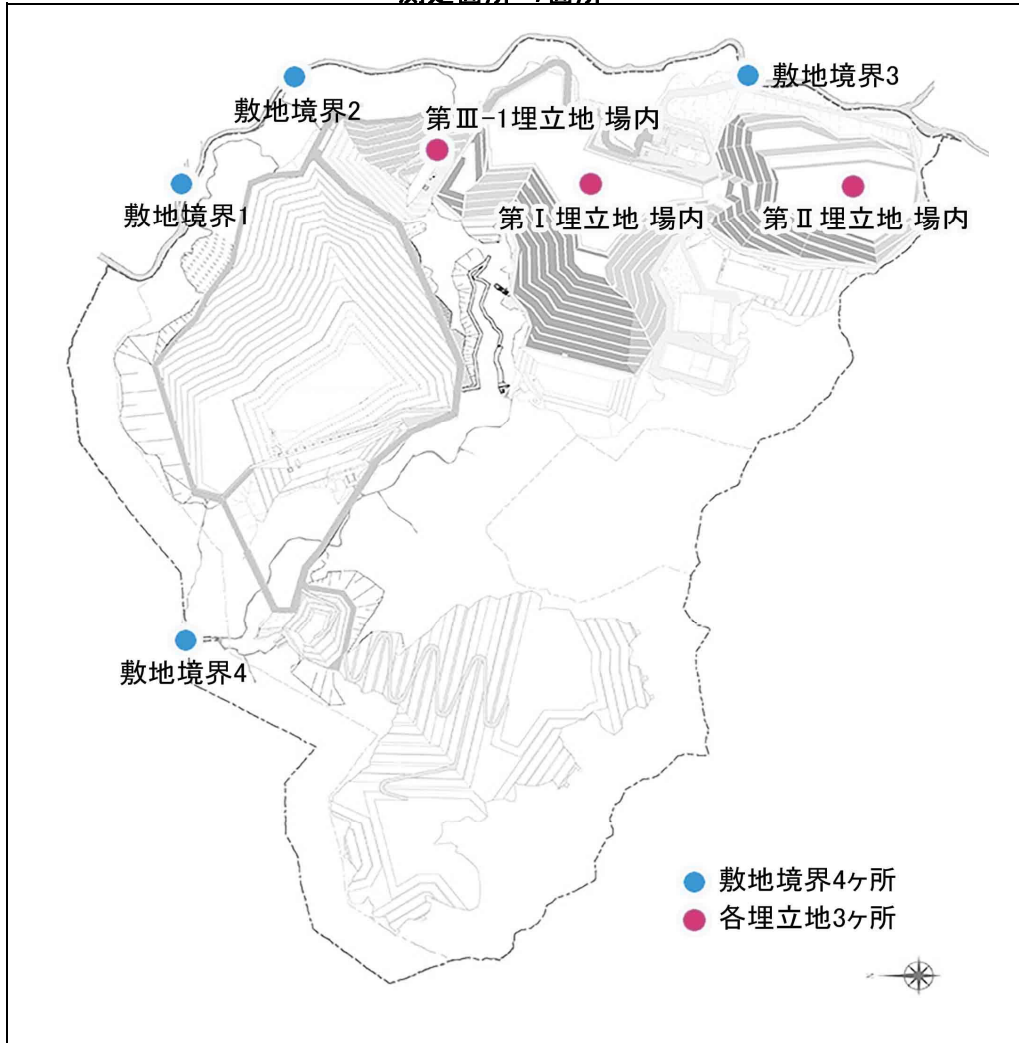 敷地境界3
敷地境界2
第Ⅲ-1埋立地 場内
敷地境界1
第Ⅰ埋立地 場内
第Ⅱ埋立地 場内
敷地境界4
敷地境界4ヶ所
各埋立地3ヶ所